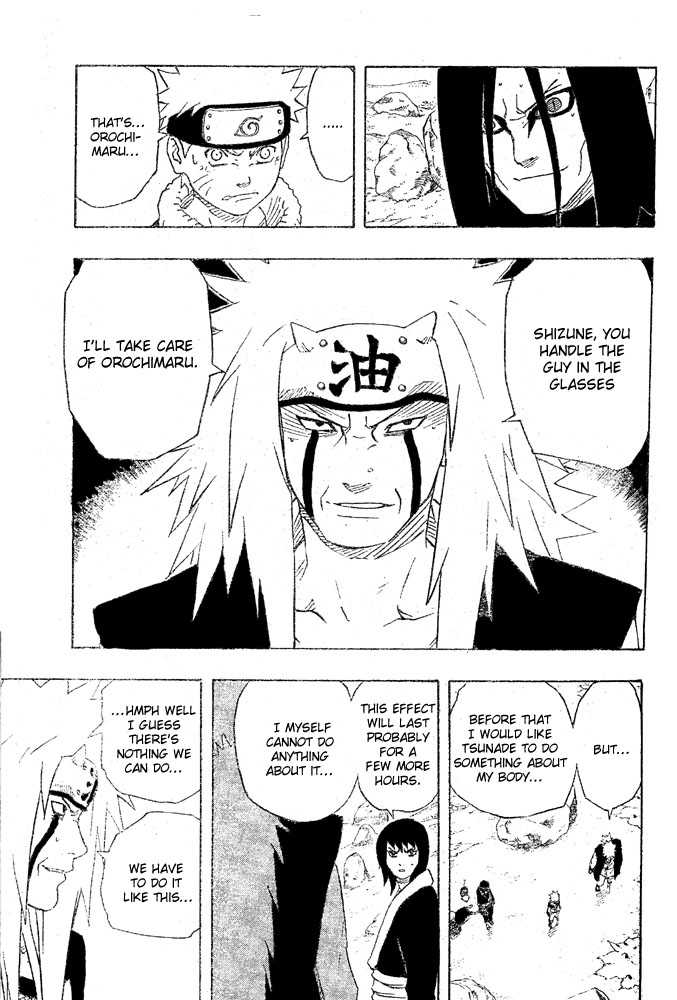 .....
THAT'S...
OROCHI-
MARU...
SHIZUNE, YOU
HANDLE THE
GUY IN THE
GLASSES
I'LL TAKE CARE
OF OROCHIMARU.
油
BUT...
BEFORE THAT
I WOULD LIKE
TSUNADE TO DO
SOMETHING ABOUT
MY BODY...
THIS EFFECT
WILL LAST
PROBABLY
FOR A
FEW MORE
HOURS.
I MYSELF
CANNOT DO
ANYTHING
ABOUT IT...
...HMPH WELL
I GUESS
THERE'S
NOTHING WE
CAN DO...
WE HAVE
TO DO IT
LIKE THIS...